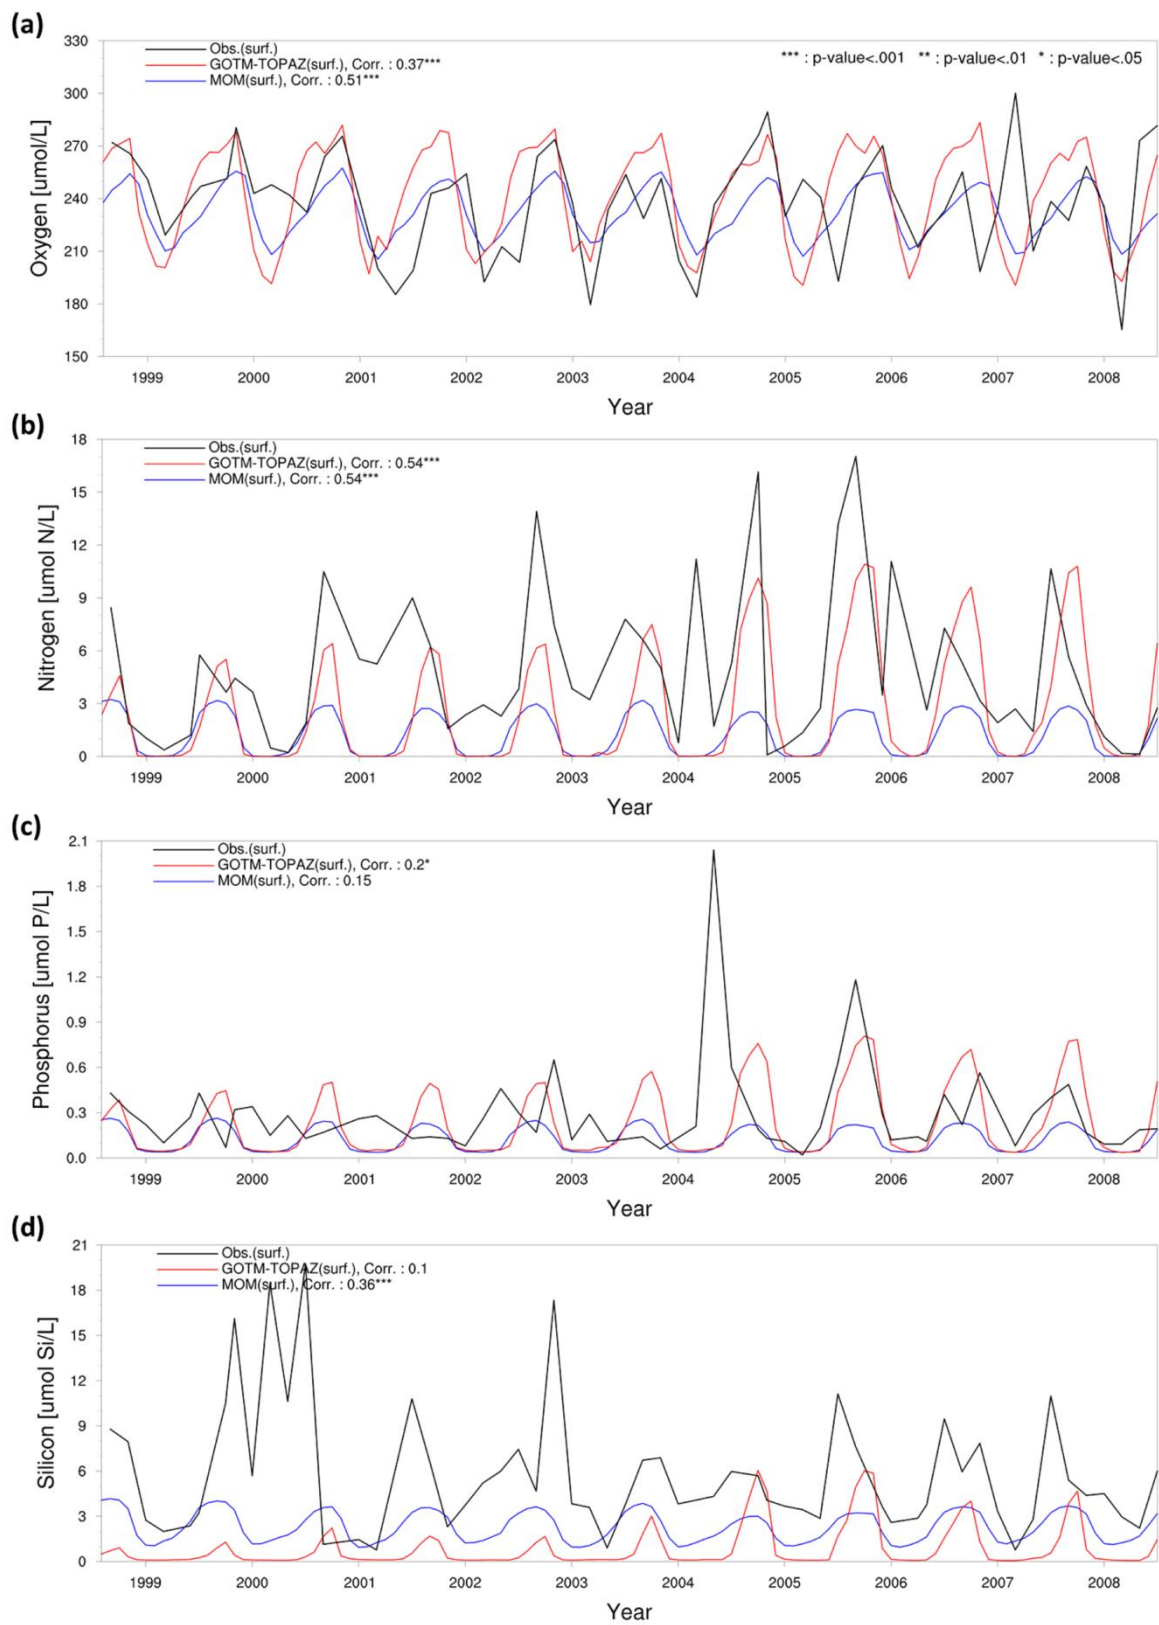 (a)
330
Obs.(surf.)
GOTM-TOPAZ(surf.), Corr. : 0.37***
MOM(surf.), Corr. : 0.51***
*** : p-value<.001 ** : p-value<.01 * : p-value<.05
300
270
240
210
180
150
Oxygen [umol/L]
1999 2000 2001 2002 2003 2004 2005 2006 2007 2008
Year
(b)
18
Obs.(surf.)
GOTM-TOPAZ(surf.), Corr. : 0.54***
MOM(surf.), Corr. : 0.54***
15
12
9
6
3
0
Nitrogen [umol N/L]
1999 2000 2001 2002 2003 2004 2005 2006 2007 2008
Year
(c)
2.1
Obs.(surf.)
GOTM-TOPAZ(surf.), Corr. : 0.2*
MOM(surf.), Corr. : 0.15
1.8
1.5
1.2
0.9
0.6
0.3
0.0
Phosphorus [umol P/L]
1999 2000 2001 2002 2003 2004 2005 2006 2007 2008
Year
(d)
21
Obs.(surf.)
GOTM-TOPAZ(surf.), Corr. : 0.1
MOM(surf.), Corr. : 0.36***
18
15
12
9
6
3
0
Silicon [umol Si/L]
1999 2000 2001 2002 2003 2004 2005 2006 2007 2008
Year